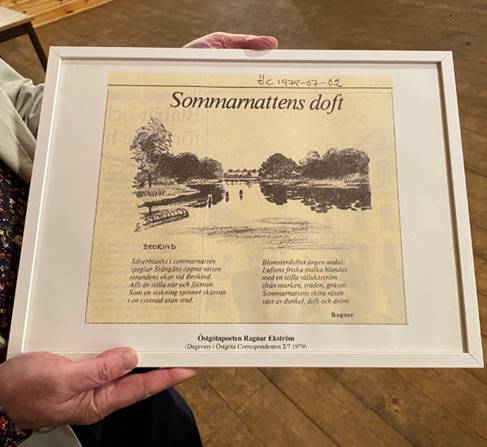 ÖC 1979-07-02
Sommarnattens doft
BROKIND
Silverblankt i sommarnatten
speglar Stångåns öppna vatten
strandens ekar vid Brokind.
Allt är stilla när och fjärran.
Som en viskning spinner skärran
i en tystnad utan vind.
Blomsterdofter ängen andas.
Luftens friska svalka blandas
med en stilla vällukts ström
ifrån marken, träden, gräsen.
Sommarnattens skira väsen
vävt av dunkel, doft och dröm.
Ragnar
Östgötapoeten Ragnar Ekström
(Dagsvers i Östgöta Correspondenten 2/7 1979)